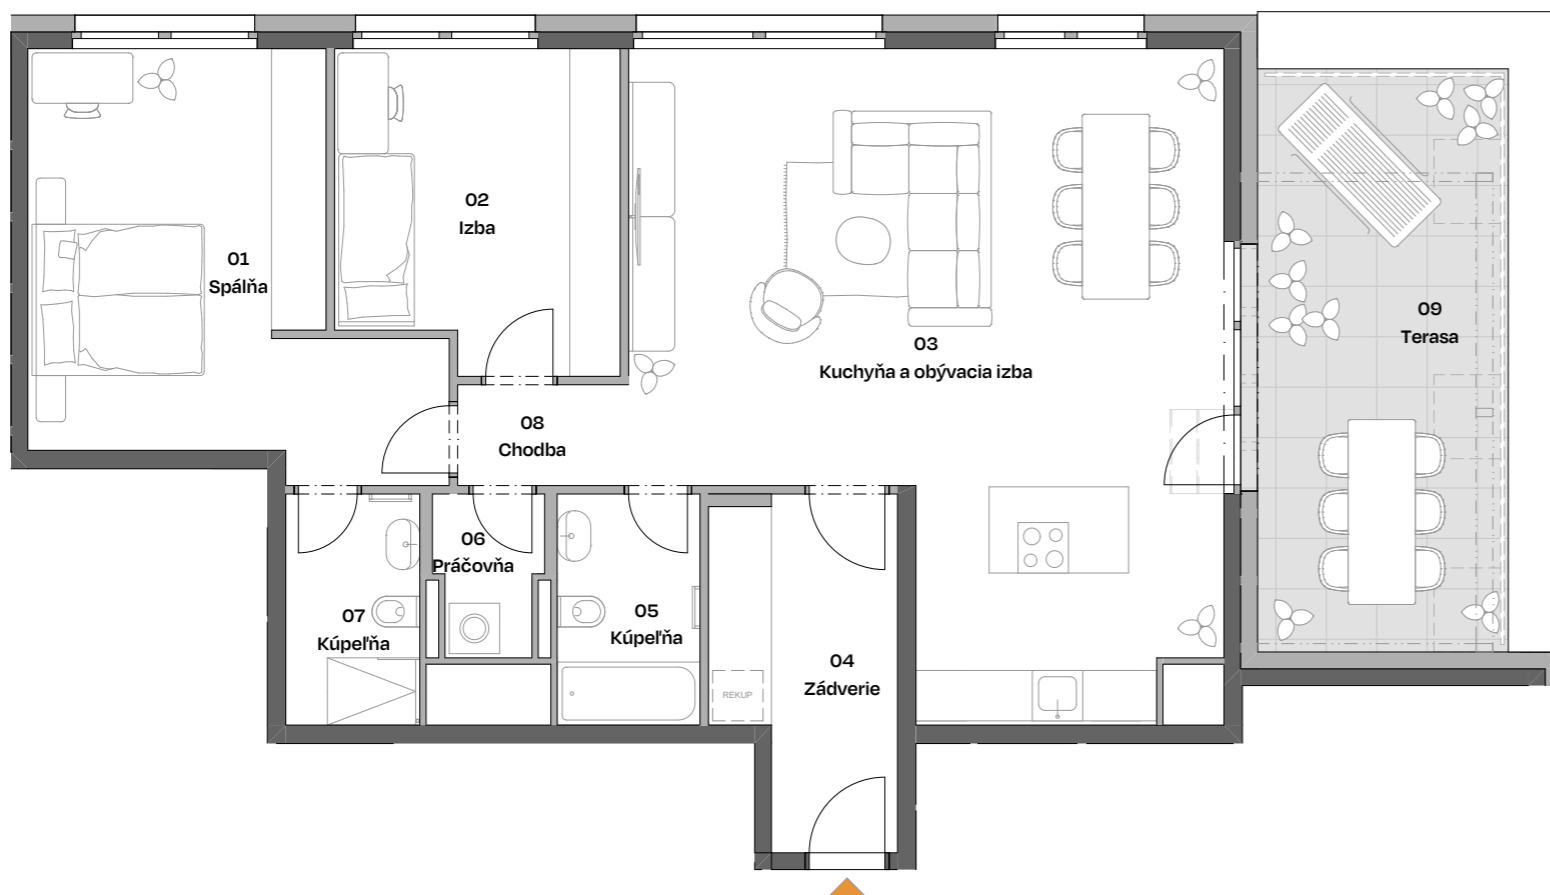 01
Spálňa
02
Izba
03
Kuchyňa a obývacia izba
09
Terasa
08
Chodba
06
Práčovňa
07
Kúpeľňa
05
Kúpeľňa
04
Zádverie
REKUP